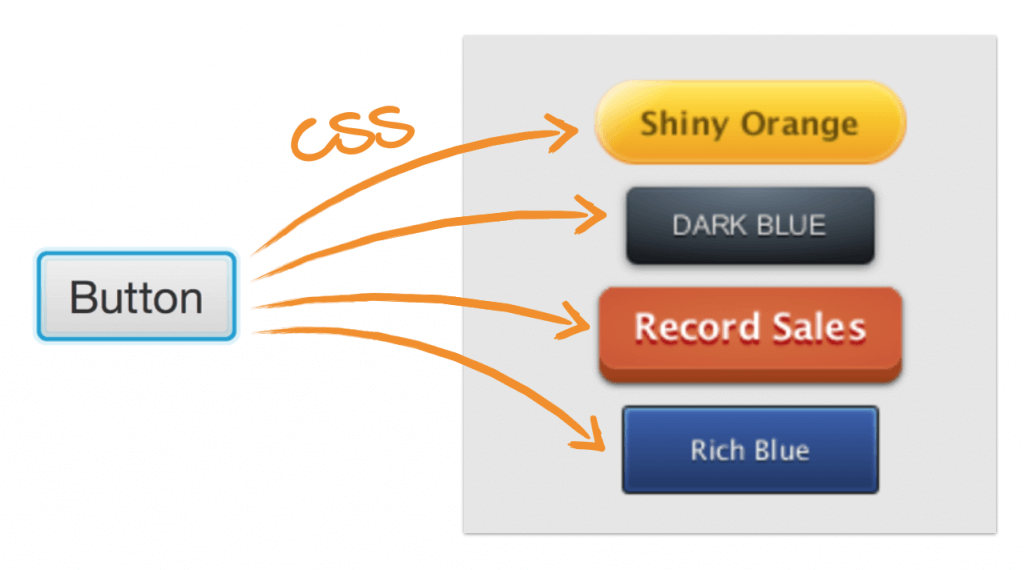 CSS
Button
Shiny Orange
DARK BLUE
Record Sales
Rich Blue